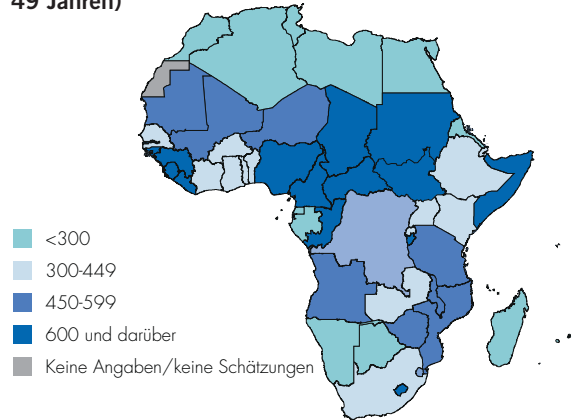 49 Jahren)
<300
300-449
450-599
600 und darüber
Keine Angaben/keine Schätzungen